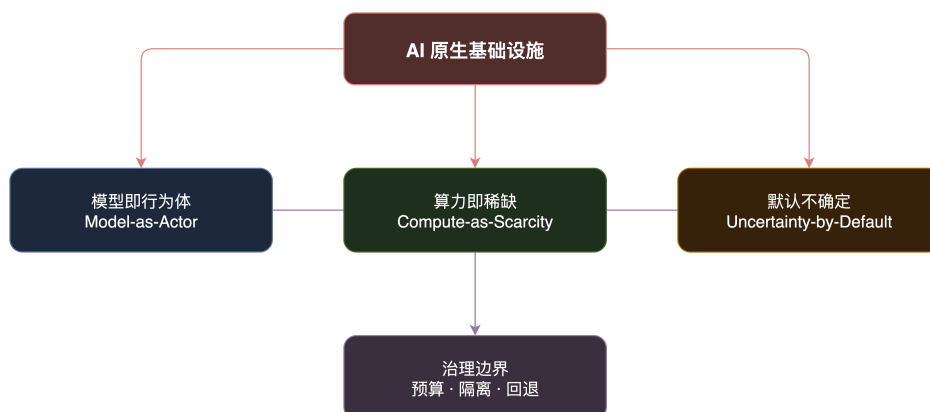 AI 原生基础设施
模型即行为体
Model-as-Actor
算力即稀缺
Compute-as-Scarcity
默认不确定
Uncertainty-by-Default
治理边界
预算 · 隔离 · 回退